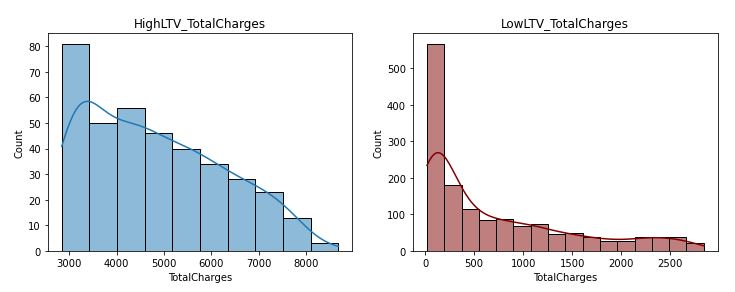 HighLTV_TotalCharges
80
70
60
50
40
30
20
10
0
Count
3000 4000 5000 6000 7000 8000
TotalCharges
LowLTV_TotalCharges
500
400
300
200
100
0
Count
0 500 1000 1500 2000 2500
TotalCharges